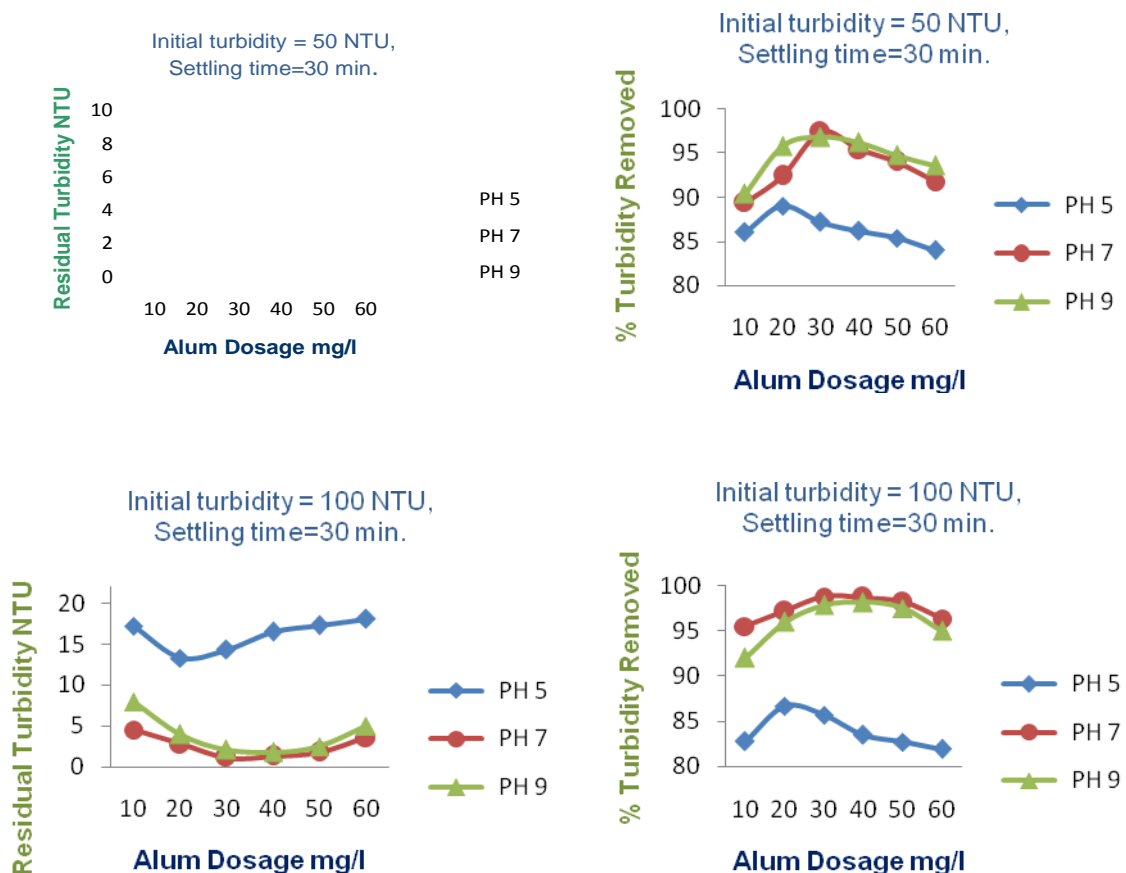 Initial turbidity = 50 NTU,
Settling time=30 min.
Residual Turbidity NTU
10
8
6
4
2
0
10 20 30 40 50 60
Alum Dosage mg/l
PH 5
PH 7
PH 9
Initial turbidity = 50 NTU,
Settling time=30 min.
% Turbidity Removed
100
95
90
85
80
10 20 30 40 50 60
Alum Dosage mg/l
PH 5
PH 7
PH 9
Initial turbidity = 100 NTU,
Settling time=30 min.
Residual Turbidity NTU
20
15
10
5
0
10 20 30 40 50 60
Alum Dosage mg/l
PH 5
PH 7
PH 9
Initial turbidity = 100 NTU,
Settling time=30 min.
% Turbidity Removed
100
95
90
85
80
10 20 30 40 50 60
Alum Dosage mg/l
PH 5
PH 7
PH 9